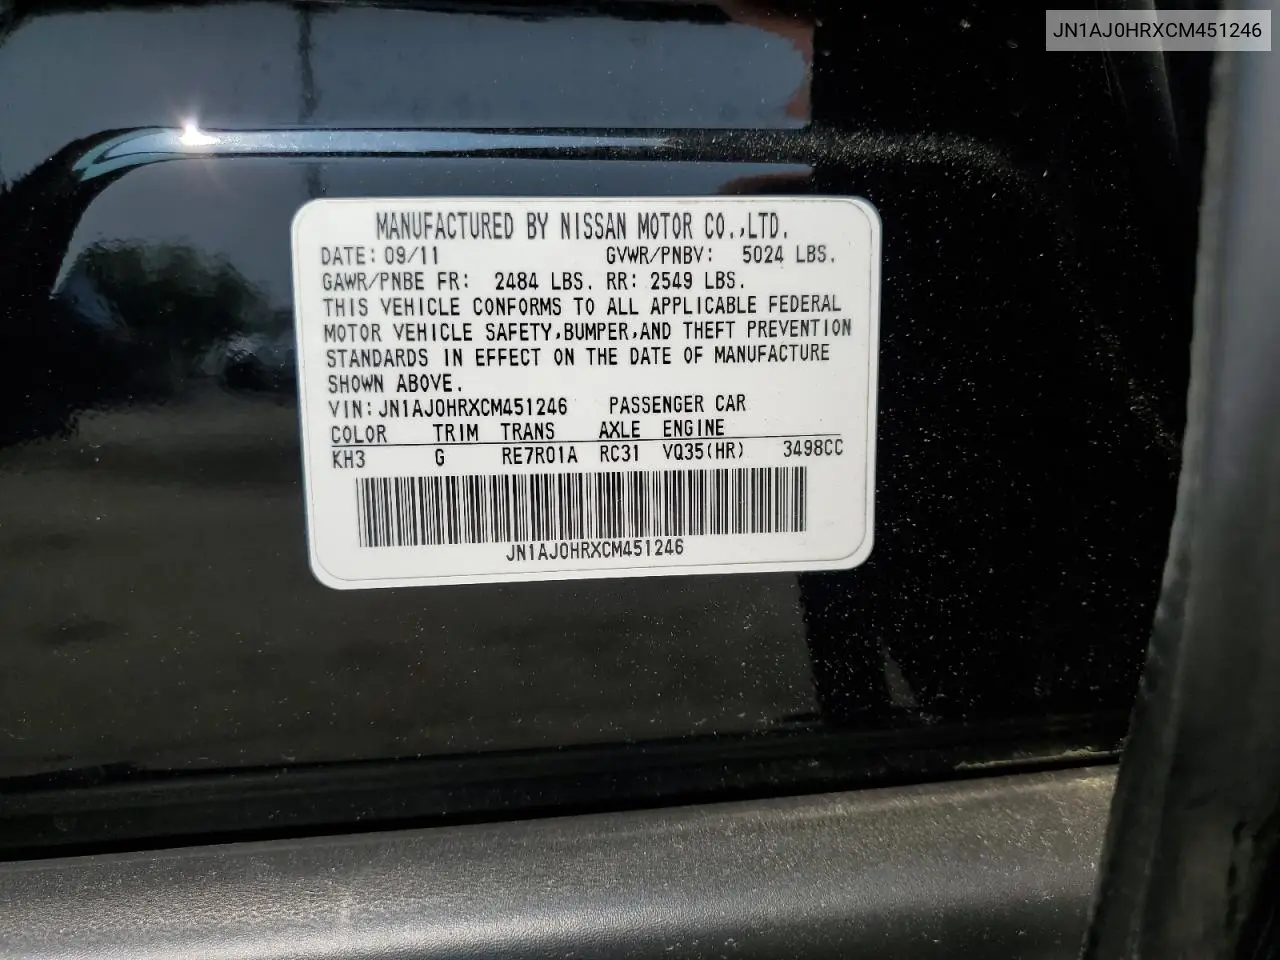 JN1AJ0HRXCM451246
MANUFACTURED BY NISSAN MOTOR CO.,LTD.
DATE: 09/11 GVWR/PNBV: 5024 LBS.
GAWR/PNBE FR: 2484 LBS. RR: 2549 LBS.
THIS VEHICLE CONFORMS TO ALL APPLICABLE FEDERAL
MOTOR VEHICLE SAFETY,BUMPER,AND THEFT PREVENTION
STANDARDS IN EFFECT ON THE DATE OF MANUFACTURE
SHOWN ABOVE.
VIN:JN1AJ0HRXCM451246 PASSENGER CAR
COLOR TRIM TRANS AXLE ENGINE
KH3 G RE7R01A RC31 VQ35(HR) 3498CC
JN1AJ0HRXCM451246